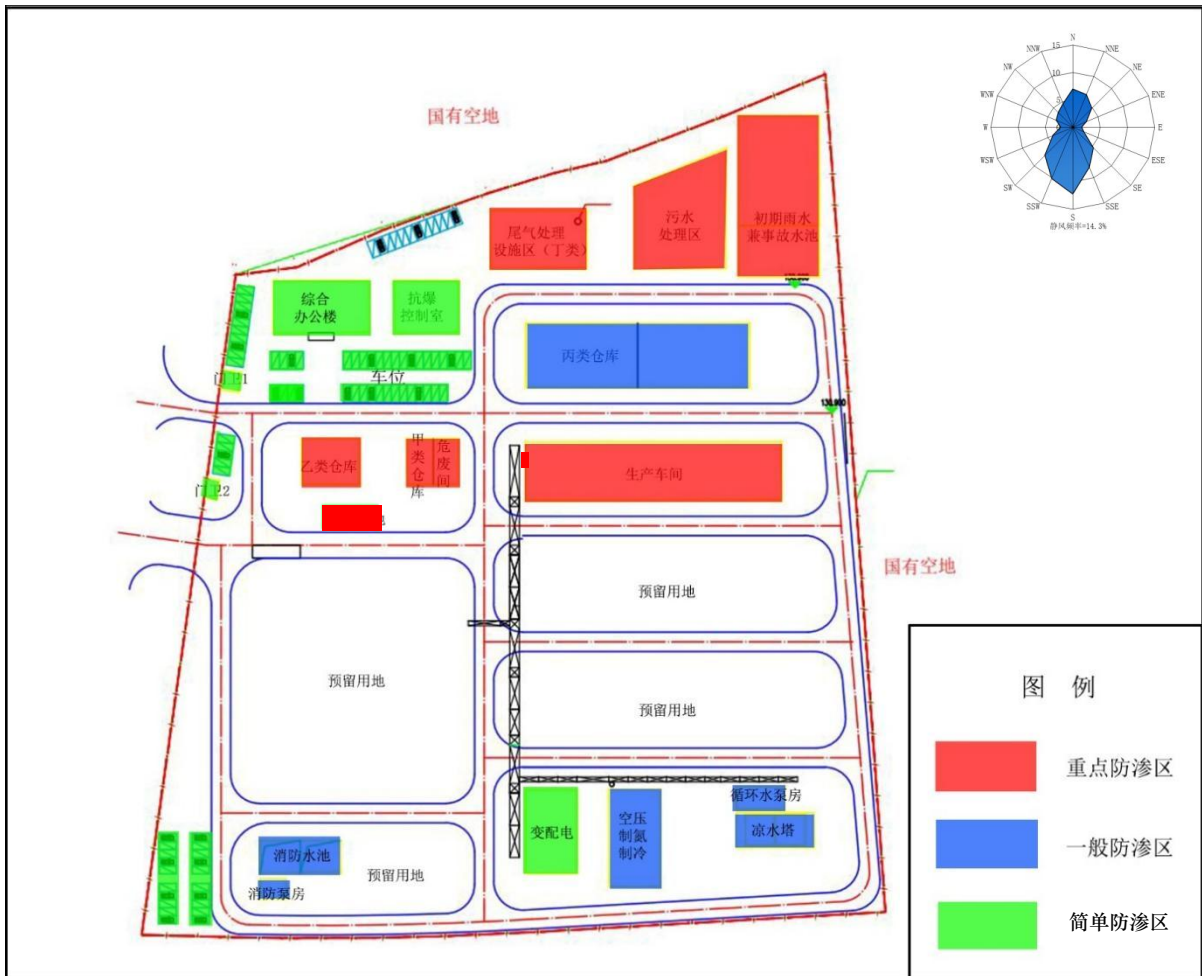 N
NNW
NNE
NW
NE
WNW
ENE
W
E
WSW
ESE
SW
SE
SSW
SSE
S
15
10
5
静风频率=14.3%
国有空地
尾气处理
设施区（丁类）
污水
处理区
初期雨水
兼事故水池
综合
办公楼
抗爆
控制室
丙类仓库
门卫1
车位
130.900
乙类仓库
甲类仓库
危废间
生产车间
门卫2
国有空地
预留用地
预留用地
预留用地
循环水泵房
变配电
空压
制氮
制冷
凉水塔
消防水池
消防泵房
预留用地
图 例
重点防渗区
一般防渗区
简单防渗区